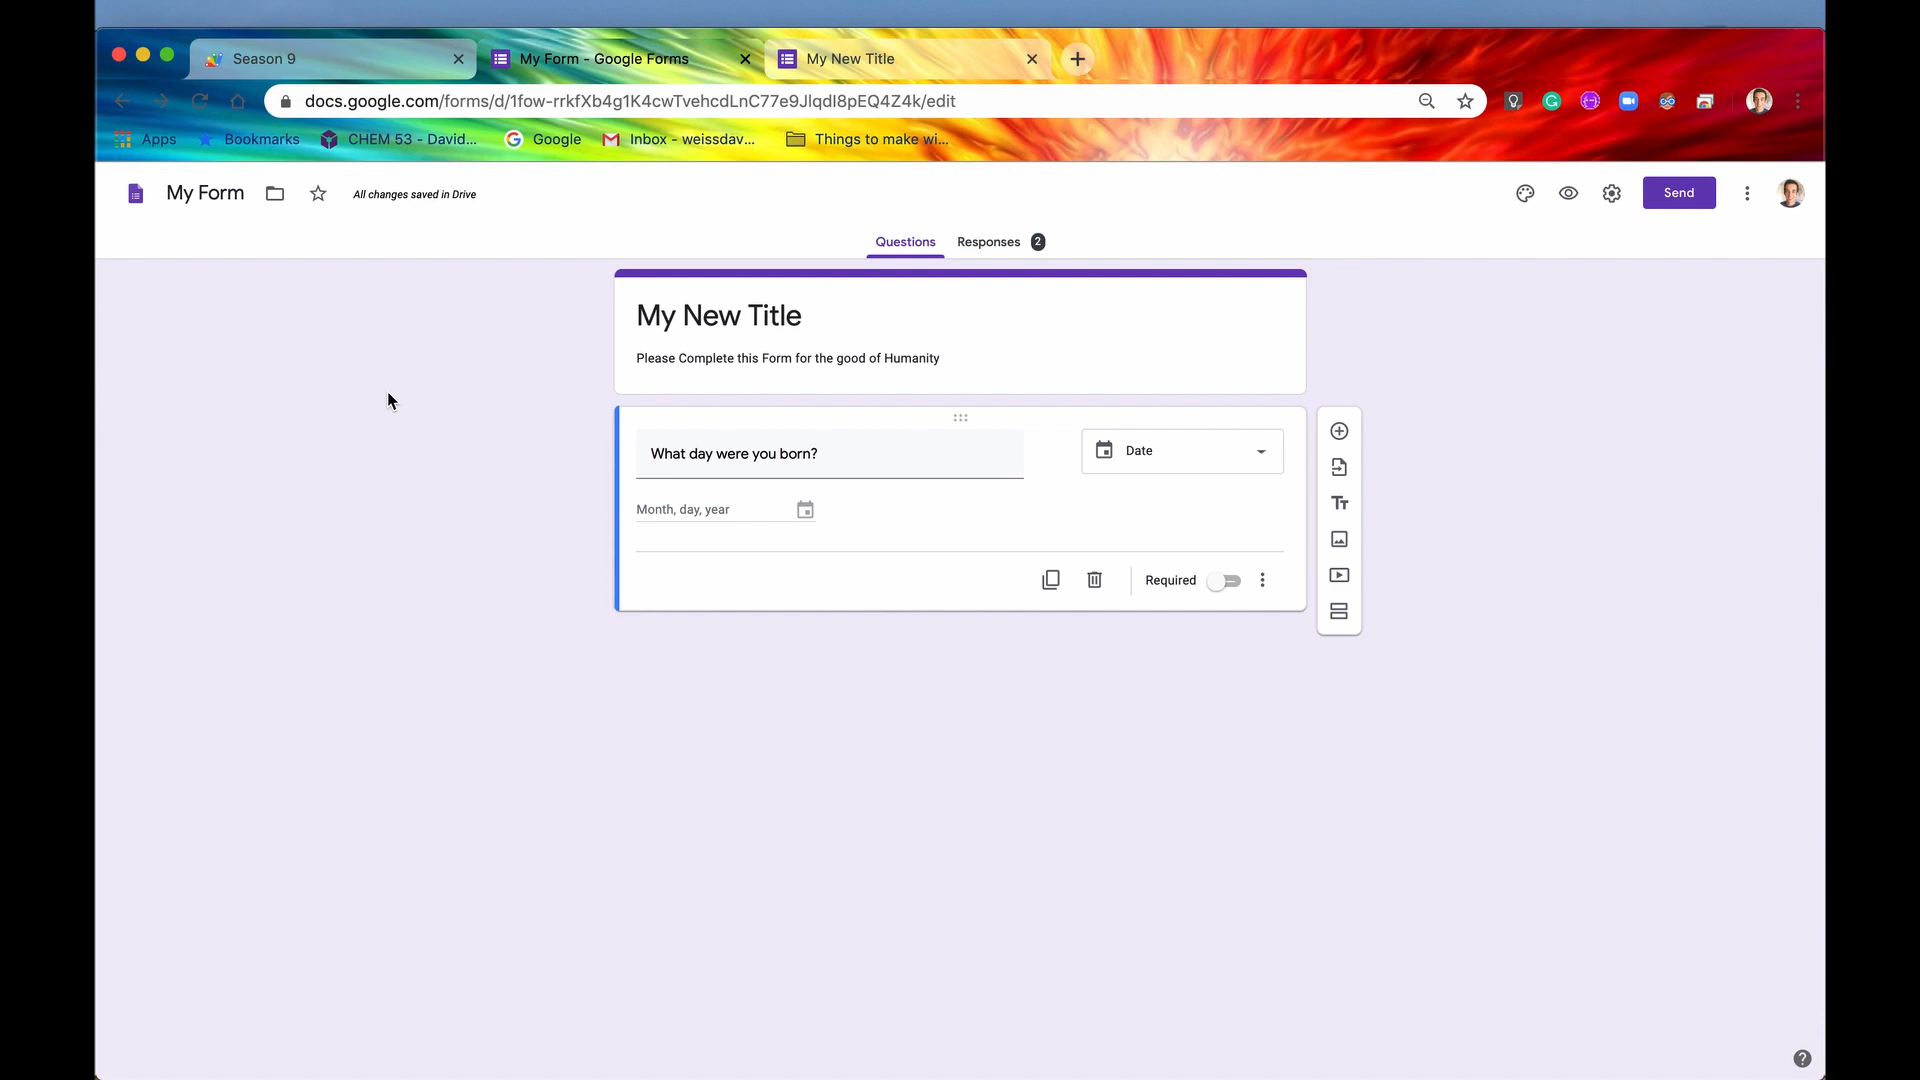 Season 9
My Form - Google Forms
My New Title
docs.google.com/forms/d/1fow-rrkfXb4g1K4cwTvehcdLnC77e9JlqdI8pEQ4Z4k/edit
Apps
Bookmarks
CHEM 53 - David...
Google
Inbox - weissdav...
Things to make wi...
My Form
All changes saved in Drive
Send
Questions
Responses
2
My New Title
Please Complete this Form for the good of Humanity
What day were you born?
Date
Month, day, year
Required